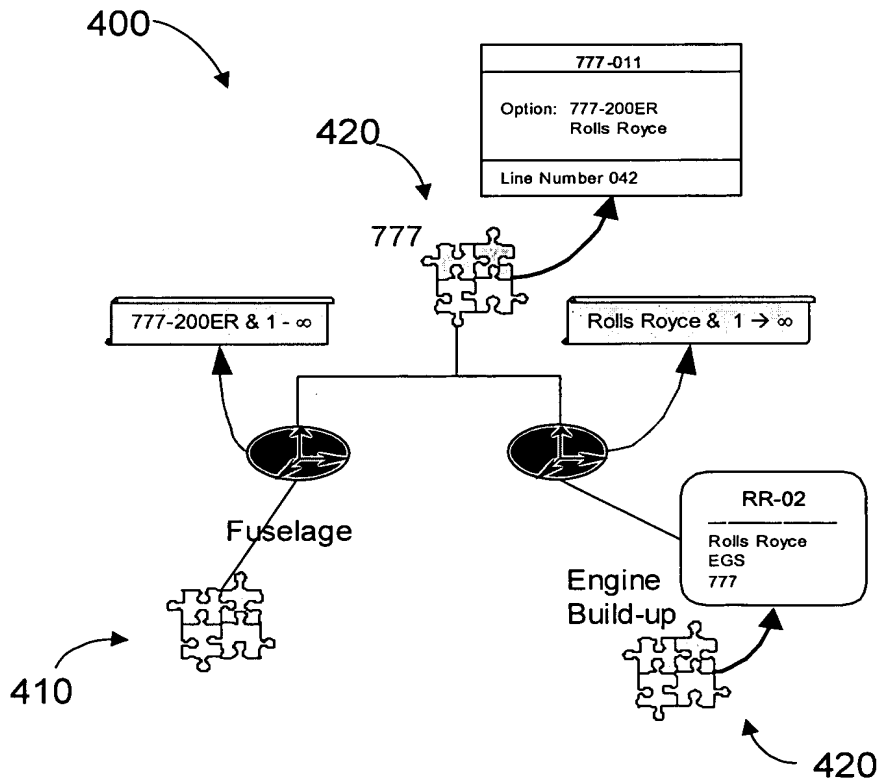 400
777-011
Option: 777-200ER
Rolls Royce
Line Number 042
420
777
777-200ER & 1 - ∞
Rolls Royce & 1 → ∞
Fuselage
RR-02
Rolls Royce
EGS
777
Engine
Build-up
410
420